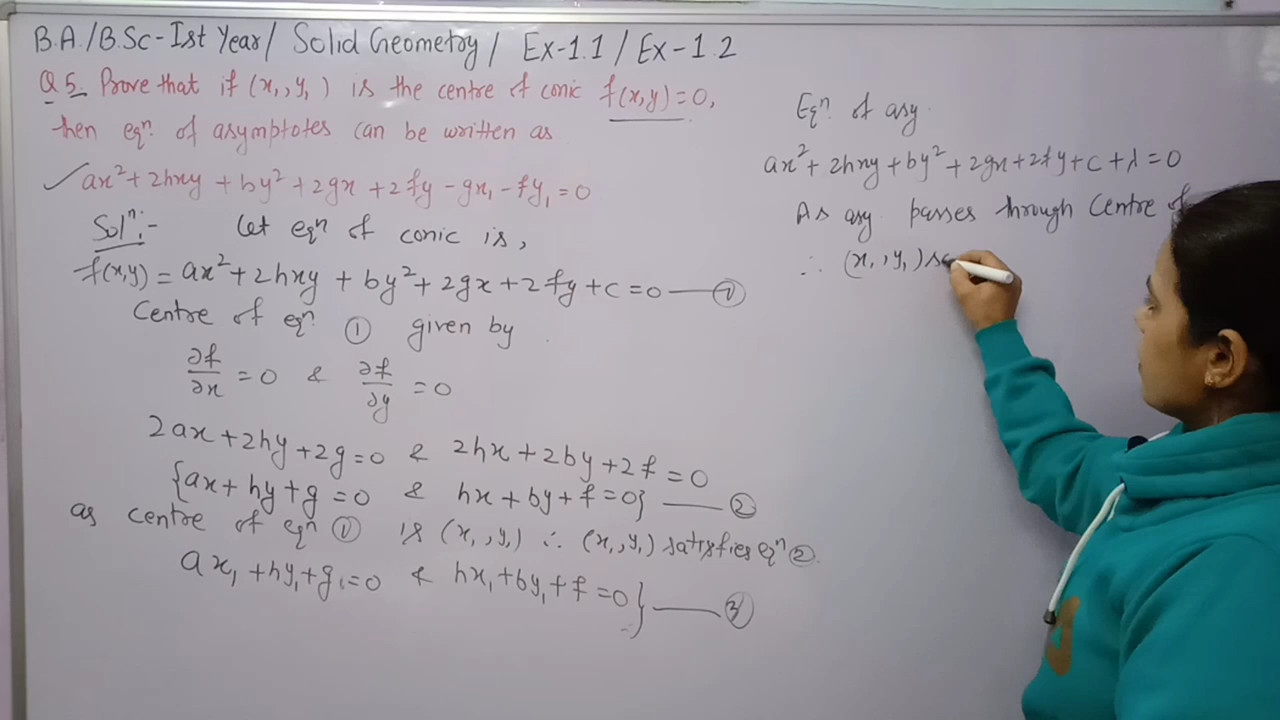 B.A./B.Sc-Ist Year/ Solid Geometry/ Ex-1.1 / Ex-1.2
Q 5. Prove that if (x₁, y₁) is the centre of conic f(x,y)=0,
then eqⁿ. of asymptotes can be written as
✓ ax²+2hxy+by²+2gx+2fy-gx₁-fy₁=0
Solⁿ:- Let eqⁿ of conic is,
f(x,y)=ax²+2hxy+by²+2gx+2fy+c=0 — ①
Centre of eqⁿ ① given by.
∂f/∂x = 0 & ∂f/∂y = 0
2ax+2hy+2g=0 & 2hx+2by+2f=0
{ax+hy+g=0 & hx+by+f=0} — ②
as centre of eqⁿ ① is (x₁, y₁) ∴ (x₁, y₁) satisfies eqⁿ ②.
ax₁+hy₁+g₁=0 & hx₁+by₁+f=0} — ③
Eqⁿ of asy.
ax²+2hxy+by²+2gx+2fy+c+λ=0
As asy. passes through Centre of
∴ (x₁, y₁)